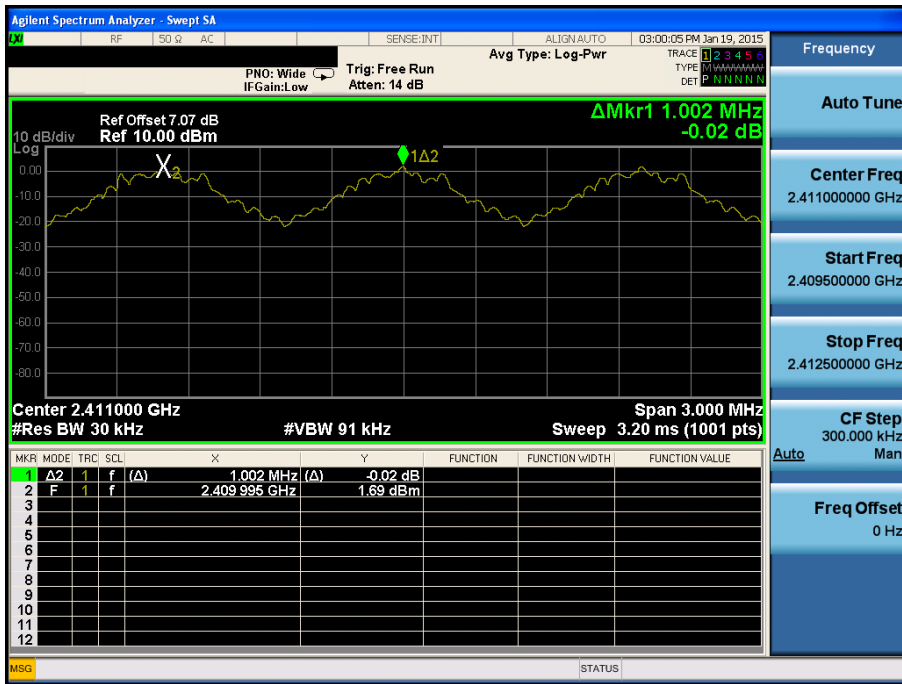 Agilent Spectrum Analyzer - Swept SA
LXI RF 50 Ω AC SENSE:INT ALIGN AUTO 03:00:05 PM Jan 19, 2015
Avg Type: Log-Pwr TRACE 1 2 3 4 5 6
PNO: Wide Trig: Free Run TYPE M WWWWW
IFGain:Low Atten: 14 dB DET P N N N N N
ΔMkr1 1.002 MHz
-0.02 dB
Ref Offset 7.07 dB
10 dB/div Ref 10.00 dBm
Log
1Δ2
X2
0.00
-10.0
-20.0
-30.0
-40.0
-50.0
-60.0
-70.0
-80.0
Center 2.411000 GHz Span 3.000 MHz
#Res BW 30 kHz #VBW 91 kHz Sweep 3.20 ms (1001 pts)
MKR MODE TRC SCL X Y FUNCTION FUNCTION WIDTH FUNCTION VALUE
1 Δ2 1 f (Δ) 1.002 MHz (Δ) -0.02 dB
2 F 1 f 2.409 995 GHz 1.69 dBm
3
4
5
6
7
8
9
10
11
12
MSG STATUS
Frequency
Auto Tune
Center Freq
2.411000000 GHz
Start Freq
2.409500000 GHz
Stop Freq
2.412500000 GHz
CF Step
300.000 kHz
Auto Man
Freq Offset
0 Hz